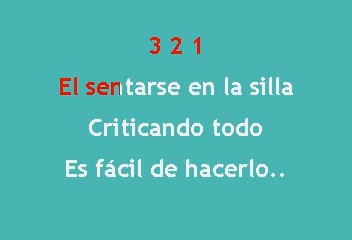 3 2 1
El sentarse en la silla
Criticando todo
Es fácil de hacerlo..